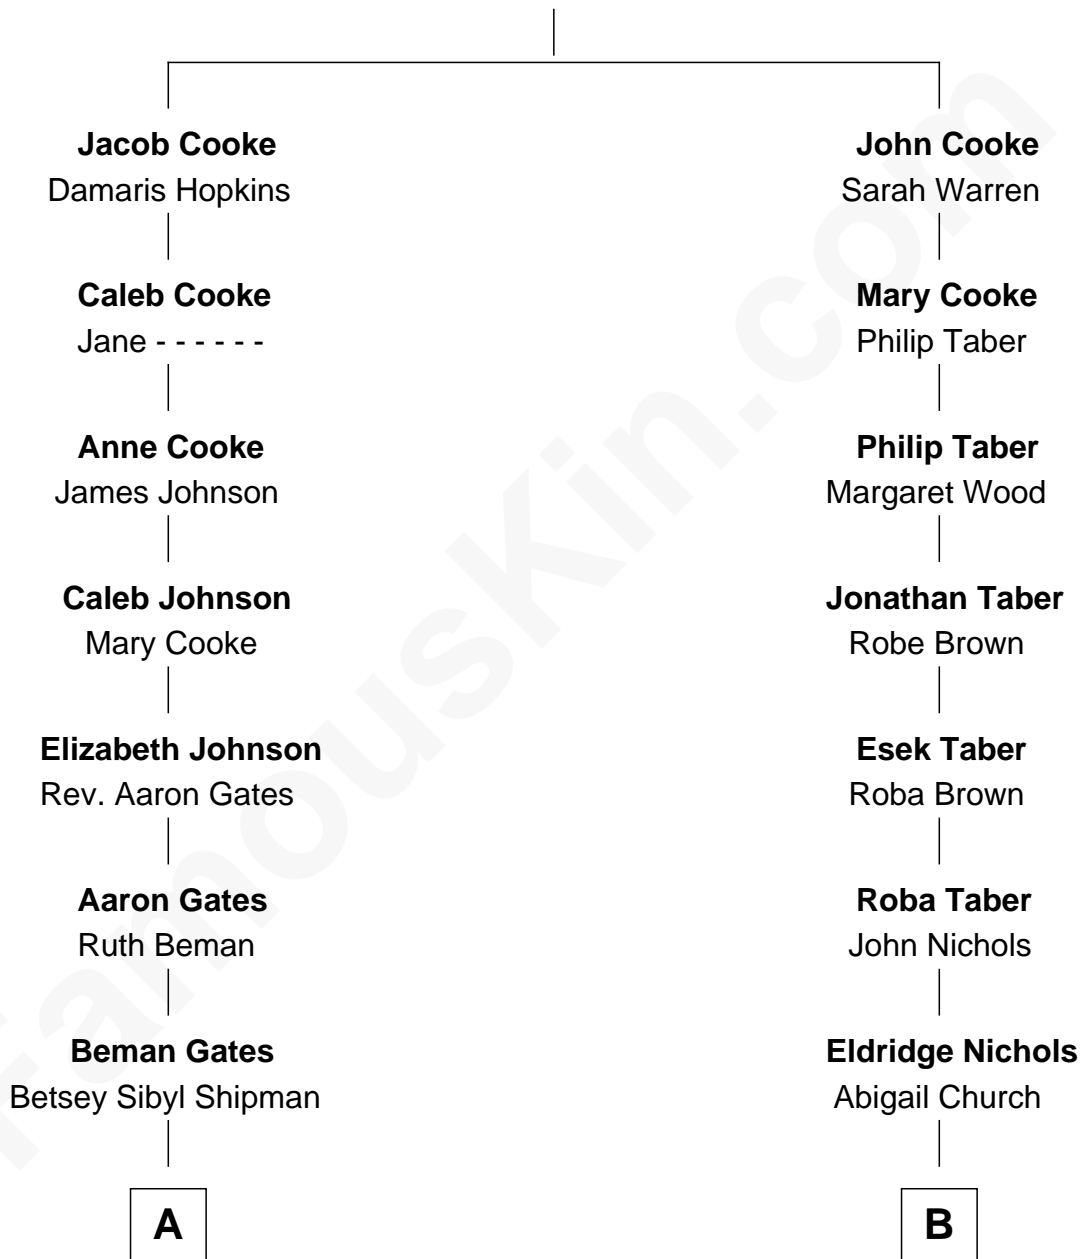 Jacob Cooke
Damaris Hopkins
Caleb Cooke
Jane - - - - - -
Anne Cooke
James Johnson
Caleb Johnson
Mary Cooke
Elizabeth Johnson
Rev. Aaron Gates
Aaron Gates
Ruth Beman
Beman Gates
Betsey Sibyl Shipman
A
John Cooke
Sarah Warren
Mary Cooke
Philip Taber
Philip Taber
Margaret Wood
Jonathan Taber
Robe Brown
Esek Taber
Roba Brown
Roba Taber
John Nichols
Eldridge Nichols
Abigail Church
B
FamousKin.com